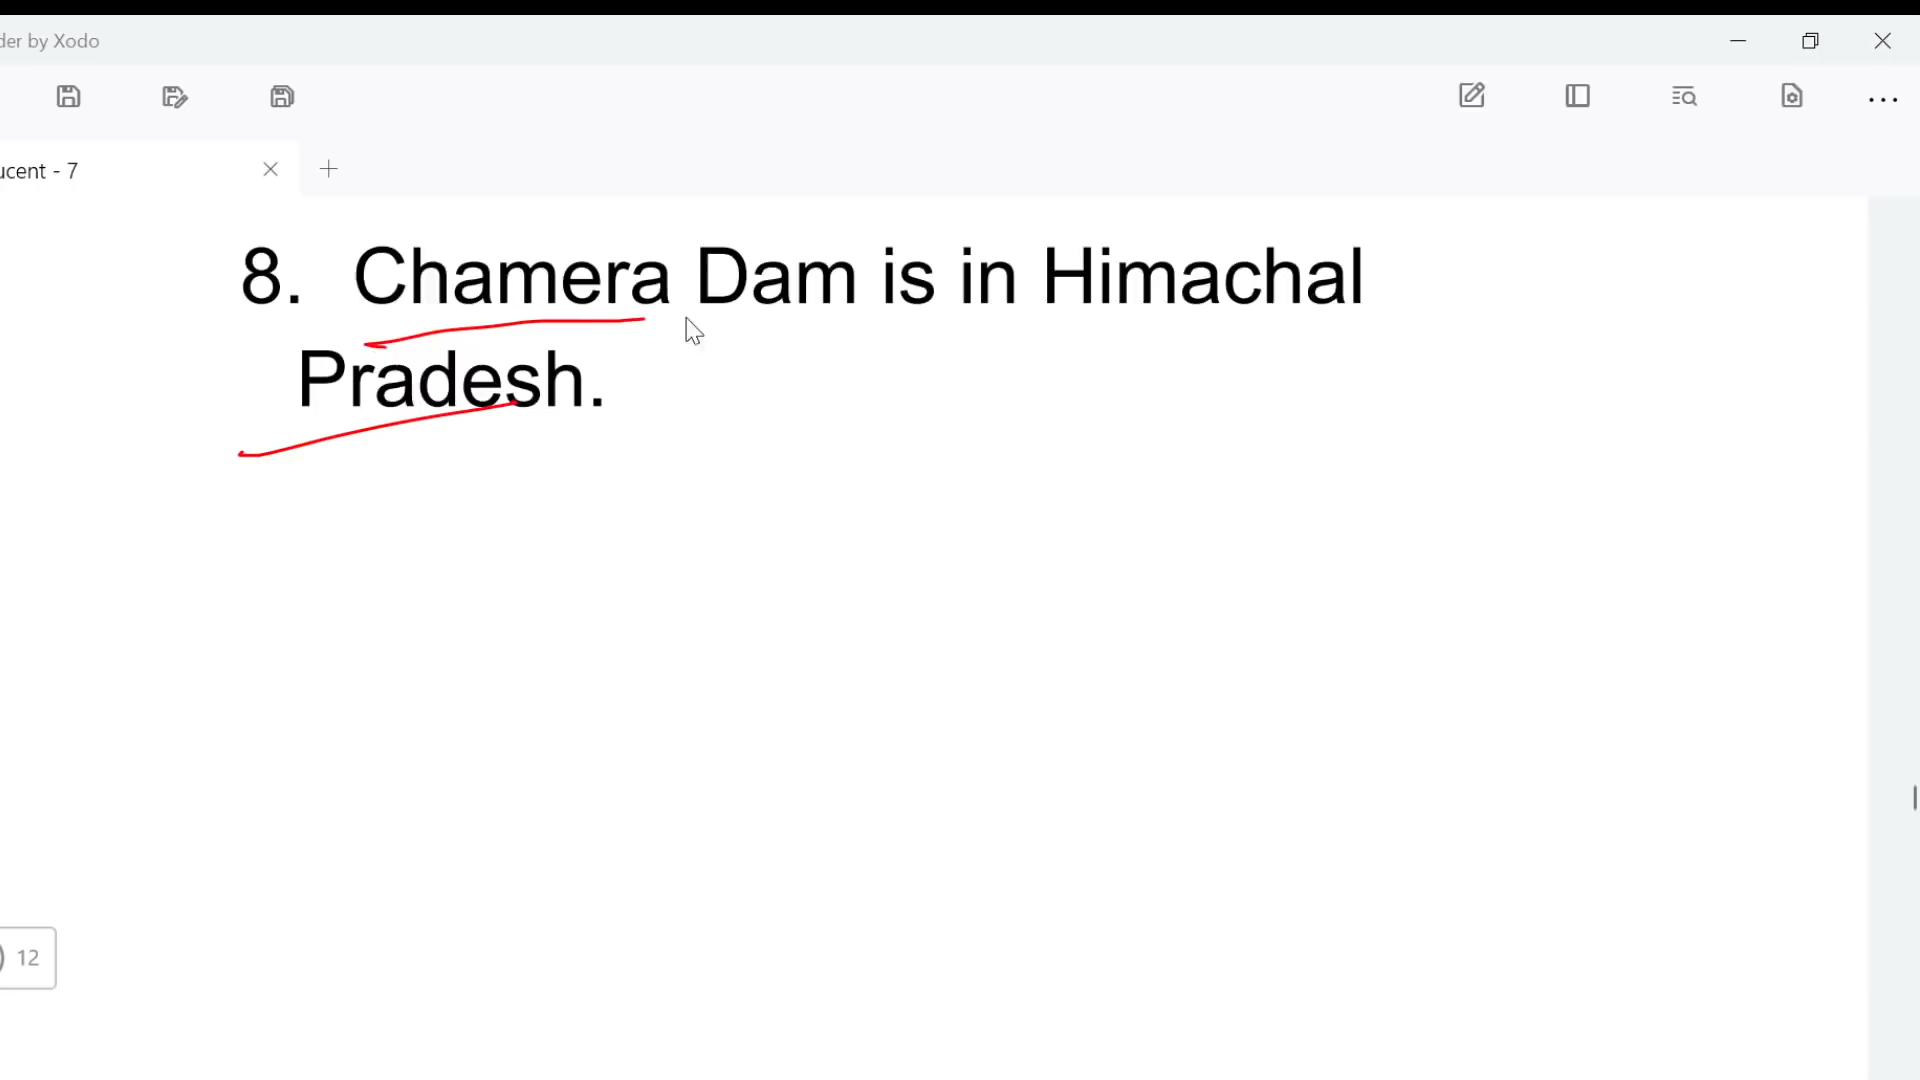 der by Xodo
ucent - 7
8. Chamera Dam is in Himachal
Pradesh.
12